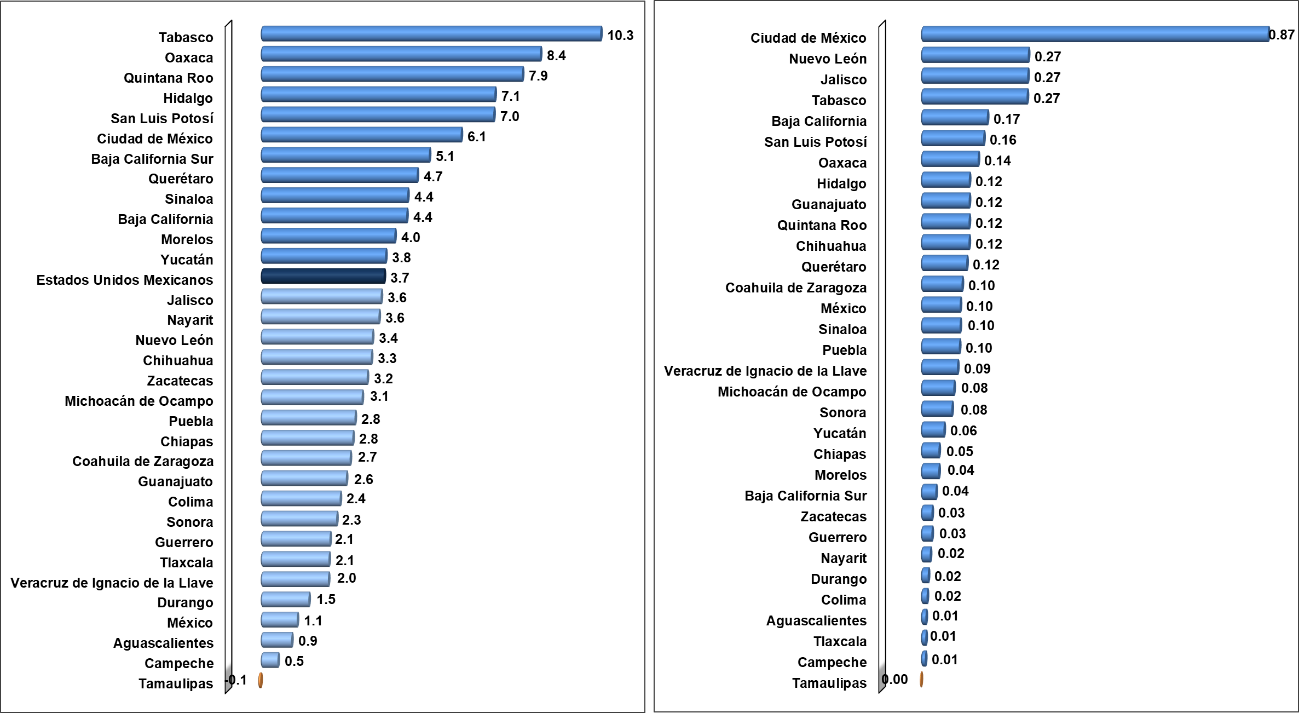 Tabasco 10.3
Oaxaca 8.4
Quintana Roo 7.9
Hidalgo 7.1
San Luis Potosí 7.0
Ciudad de México 6.1
Baja California Sur 5.1
Querétaro 4.7
Sinaloa 4.4
Baja California 4.4
Morelos 4.0
Yucatán 3.8
Estados Unidos Mexicanos 3.7
Jalisco 3.6
Nayarit 3.6
Nuevo León 3.4
Chihuahua 3.3
Zacatecas 3.2
Michoacán de Ocampo 3.1
Puebla 2.8
Chiapas 2.8
Coahuila de Zaragoza 2.7
Guanajuato 2.6
Colima 2.4
Sonora 2.3
Guerrero 2.1
Tlaxcala 2.1
Veracruz de Ignacio de la Llave 2.0
Durango 1.5
México 1.1
Aguascalientes 0.9
Campeche 0.5
Tamaulipas -0.1
Ciudad de México 0.87
Nuevo León 0.27
Jalisco 0.27
Tabasco 0.27
Baja California 0.17
San Luis Potosí 0.16
Oaxaca 0.14
Hidalgo 0.12
Guanajuato 0.12
Quintana Roo 0.12
Chihuahua 0.12
Querétaro 0.12
Coahuila de Zaragoza 0.10
México 0.10
Sinaloa 0.10
Puebla 0.10
Veracruz de Ignacio de la Llave 0.09
Michoacán de Ocampo 0.08
Sonora 0.08
Yucatán 0.06
Chiapas 0.05
Morelos 0.04
Baja California Sur 0.04
Zacatecas 0.03
Guerrero 0.03
Nayarit 0.02
Durango 0.02
Colima 0.02
Aguascalientes 0.01
Tlaxcala 0.01
Campeche 0.01
Tamaulipas 0.00